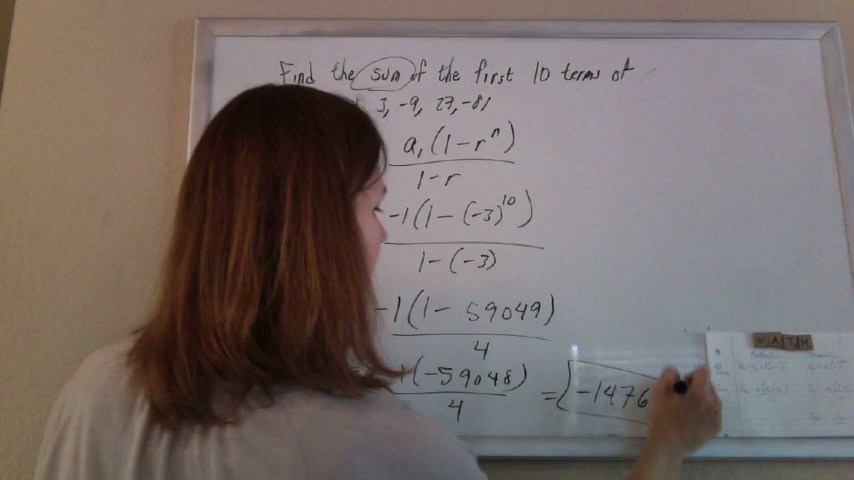 Find the sum of the first 10 terms of
3, -9, 27, -81
a₁(1-rⁿ)
1-r
-1(1-(-3)¹⁰)
1-(-3)
-1(1-59049)
4
(-59048)
4
= -1476
MATH